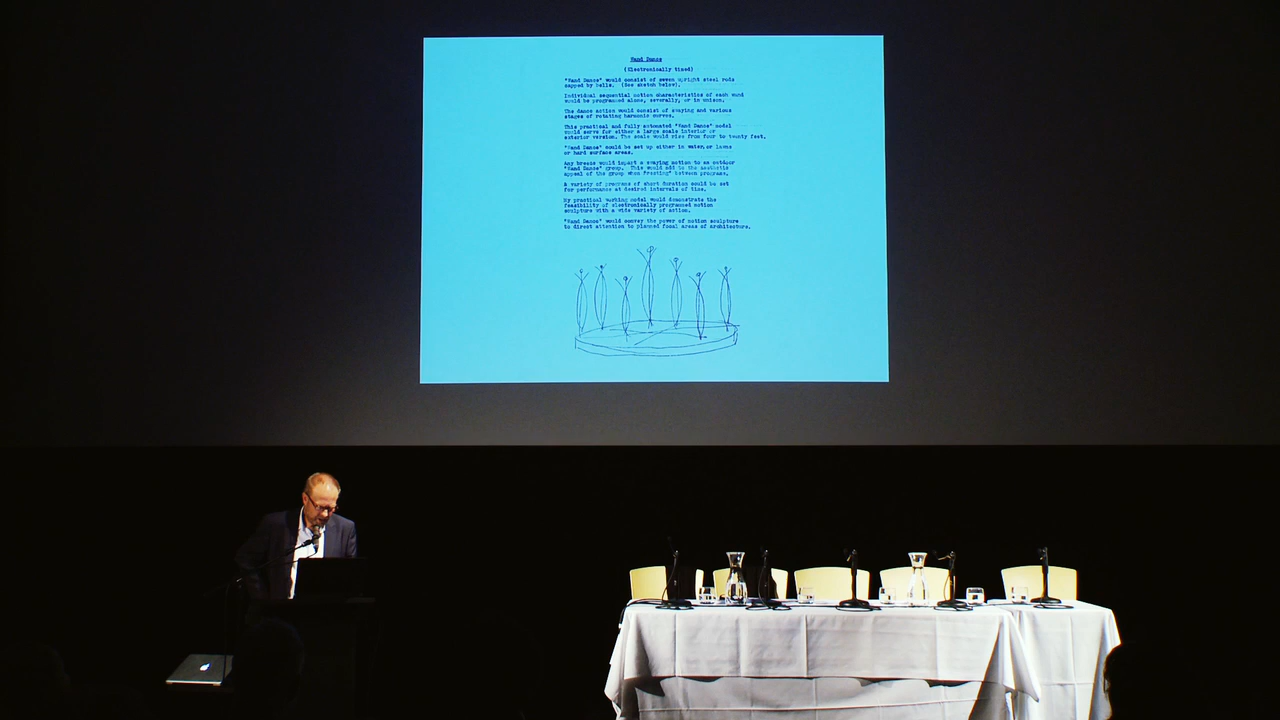 Wand Dance
(Electronically timed)
"Wand Dance" would consist of seven upright steel rods
capped by bells. (See sketch below).
Individual sequential motion characteristics of each wand
would be programmed alone, severally, or in unison.
The dance action would consist of swaying and various
stages of rotating harmonic curves.
This practical and fully automated "Wand Dance" model
would serve for either a large scale interior or
exterior version. The scale would rise from four to twenty feet.
"Wand Dance" could be set up either in water, or lawns
or hard surface areas.
Any breeze would impart a swaying motion to an outdoor
"Wand Dance" group. This would add to the aesthetic
appeal of the group when "resting" between programs.
A variety of programs of short duration could be set
for performance at desired intervals of time.
My practical working model would demonstrate the
feasibility of electronically programmed motion
sculpture with a wide variety of action.
"Wand Dance" would convey the power of motion sculpture
to direct attention to planned focal areas of architecture.